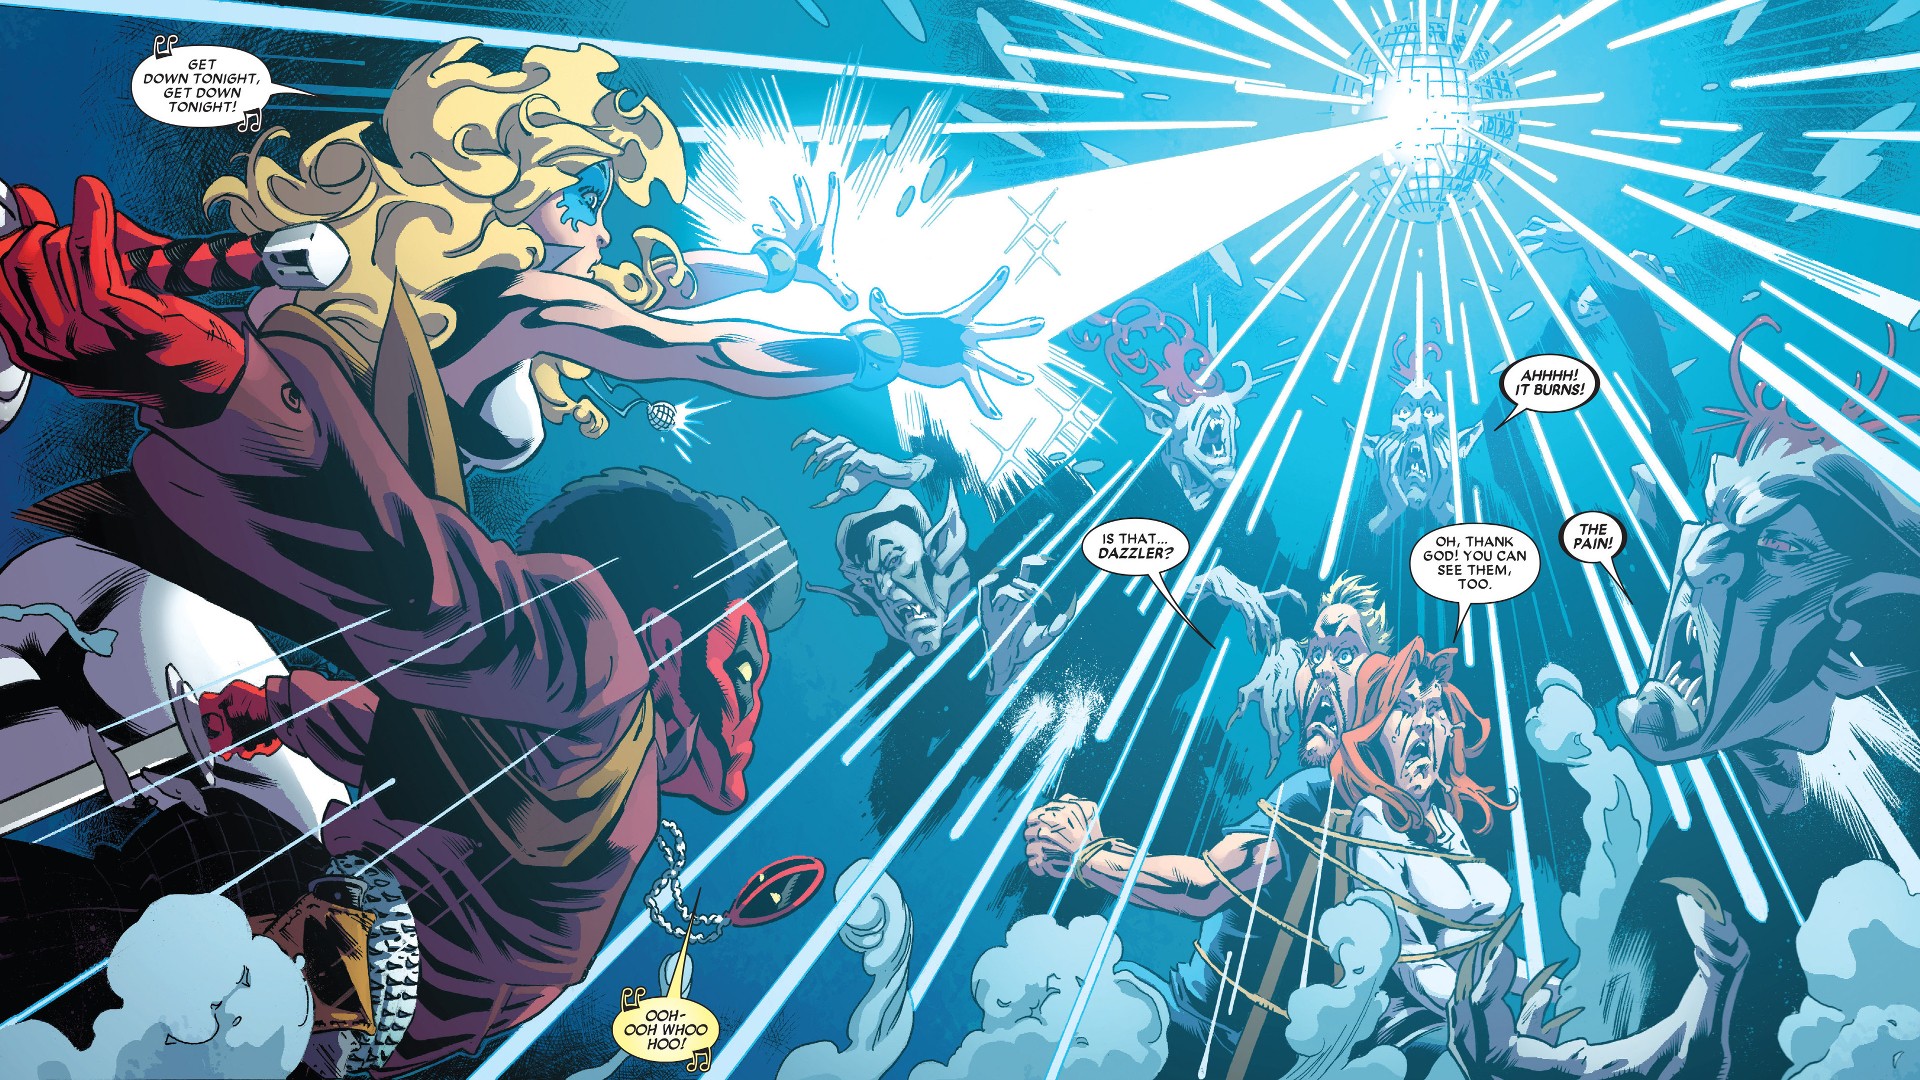 GET
DOWN TONIGHT,
GET DOWN
TONIGHT!
AHHHH!
IT BURNS!
IS THAT...
DAZZLER?
OH, THANK
GOD! YOU CAN
SEE THEM,
TOO.
THE
PAIN!
OOH-
OOH WHOO
HOO!